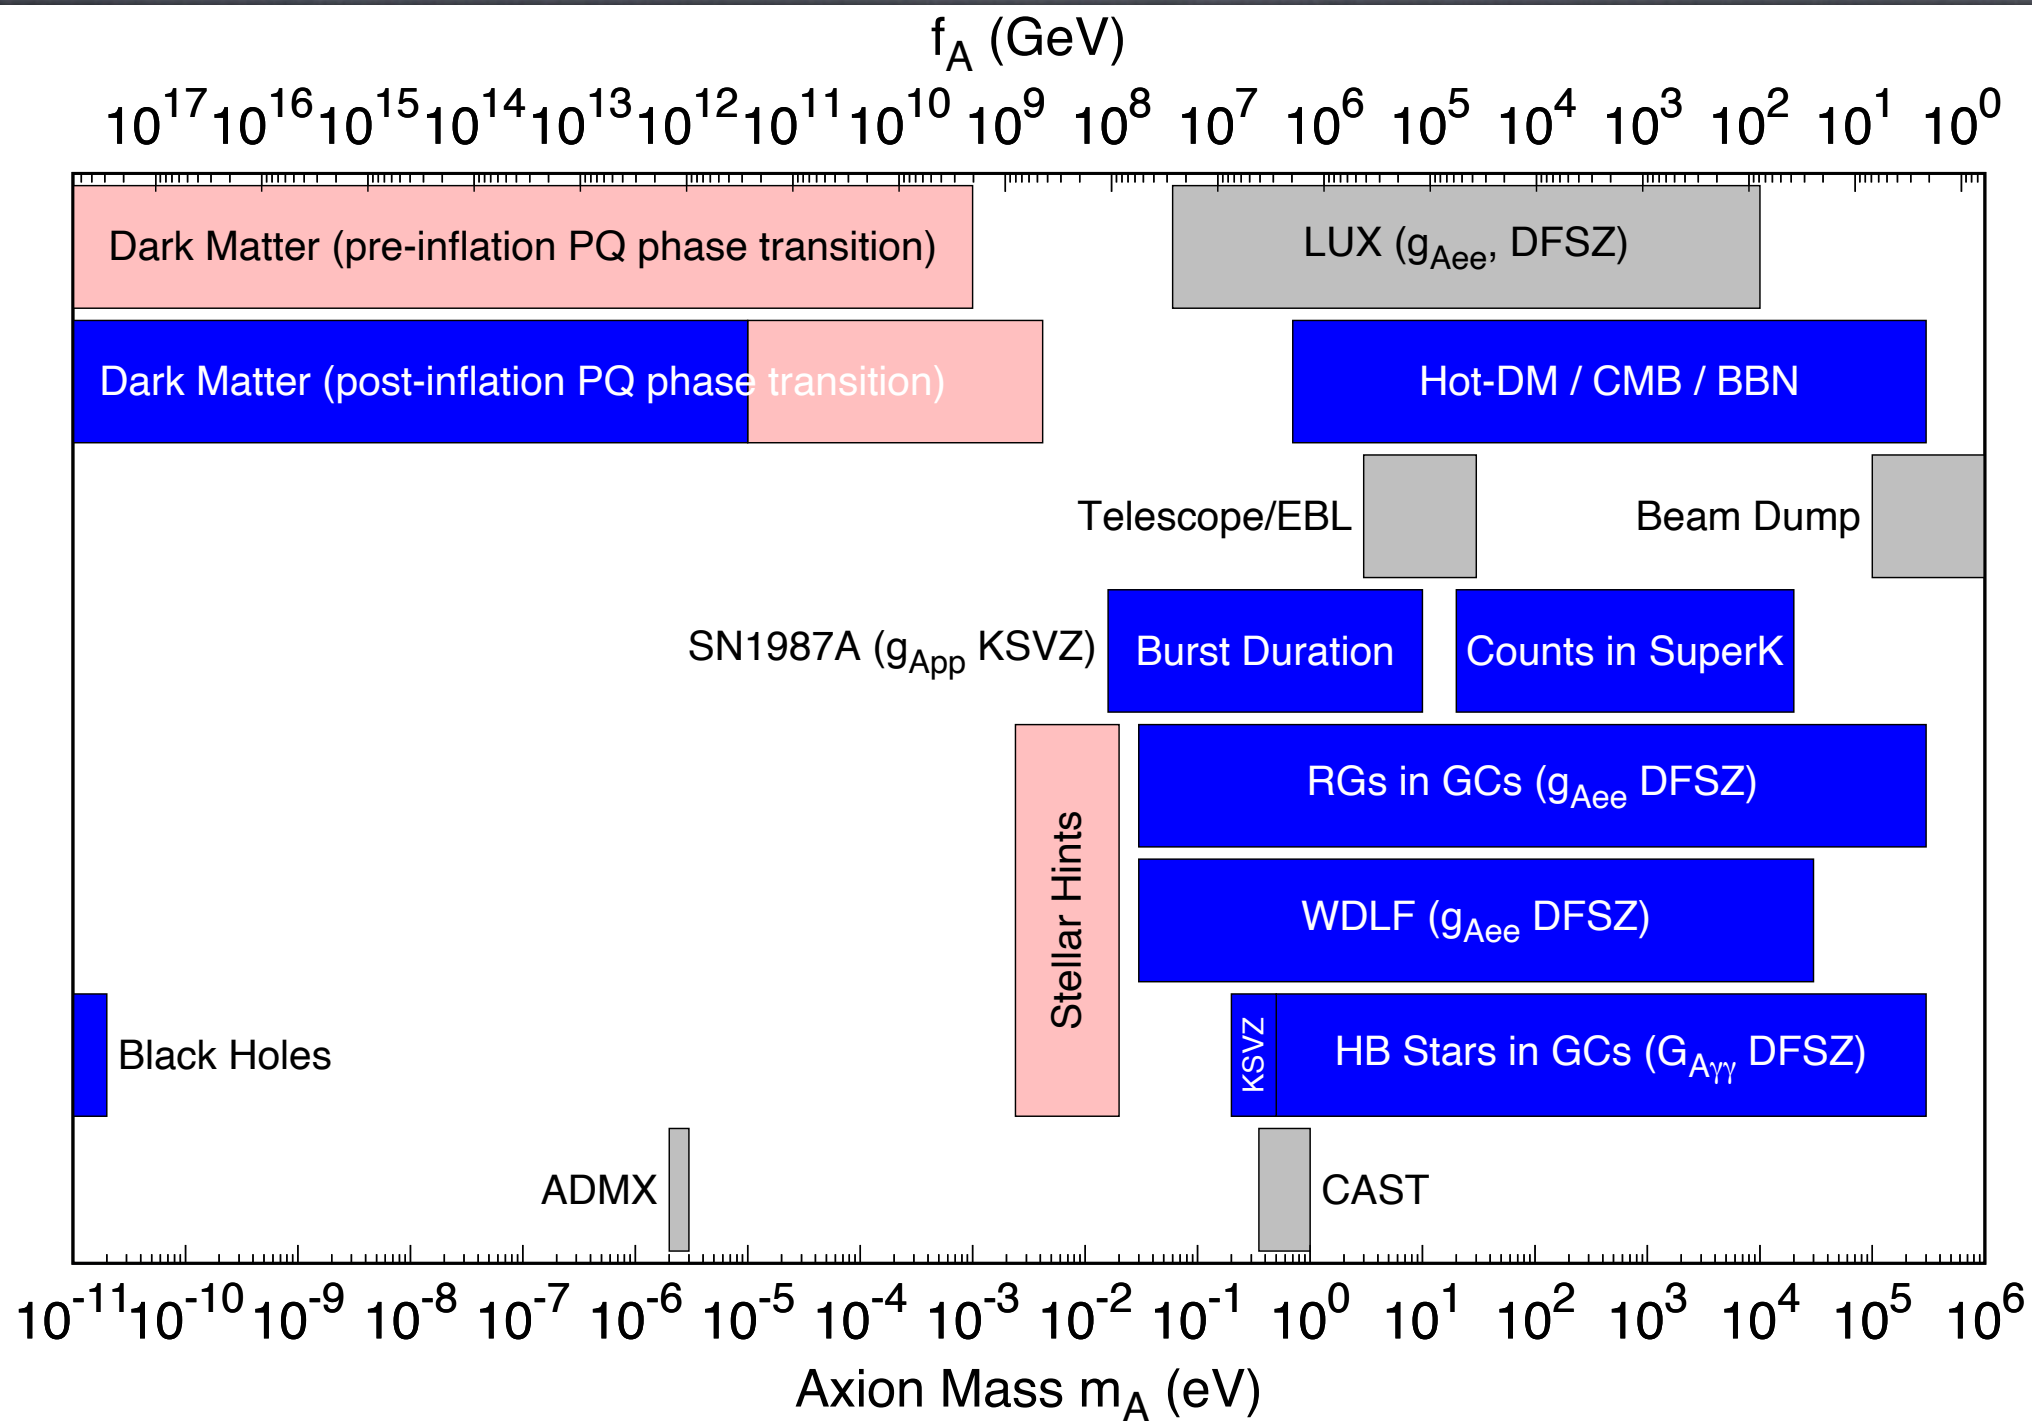 f_A (GeV)
10^17 10^16 10^15 10^14 10^13 10^12 10^11 10^10 10^9 10^8 10^7 10^6 10^5 10^4 10^3 10^2 10^1 10^0
Dark Matter (pre-inflation PQ phase transition)
LUX (g_Aee, DFSZ)
Dark Matter (post-inflation PQ phase transition)
Hot-DM / CMB / BBN
Telescope/EBL
Beam Dump
SN1987A (g_App KSVZ)
Burst Duration
Counts in SuperK
RGs in GCs (g_Aee DFSZ)
Stellar Hints
WDLF (g_Aee DFSZ)
Black Holes
KSVZ
HB Stars in GCs (G_Aγγ DFSZ)
ADMX
CAST
10^-11 10^-10 10^-9 10^-8 10^-7 10^-6 10^-5 10^-4 10^-3 10^-2 10^-1 10^0 10^1 10^2 10^3 10^4 10^5 10^6
Axion Mass m_A (eV)